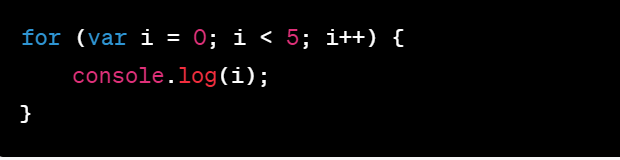 for (var i = 0; i < 5; i++) {
    console.log(i);
}